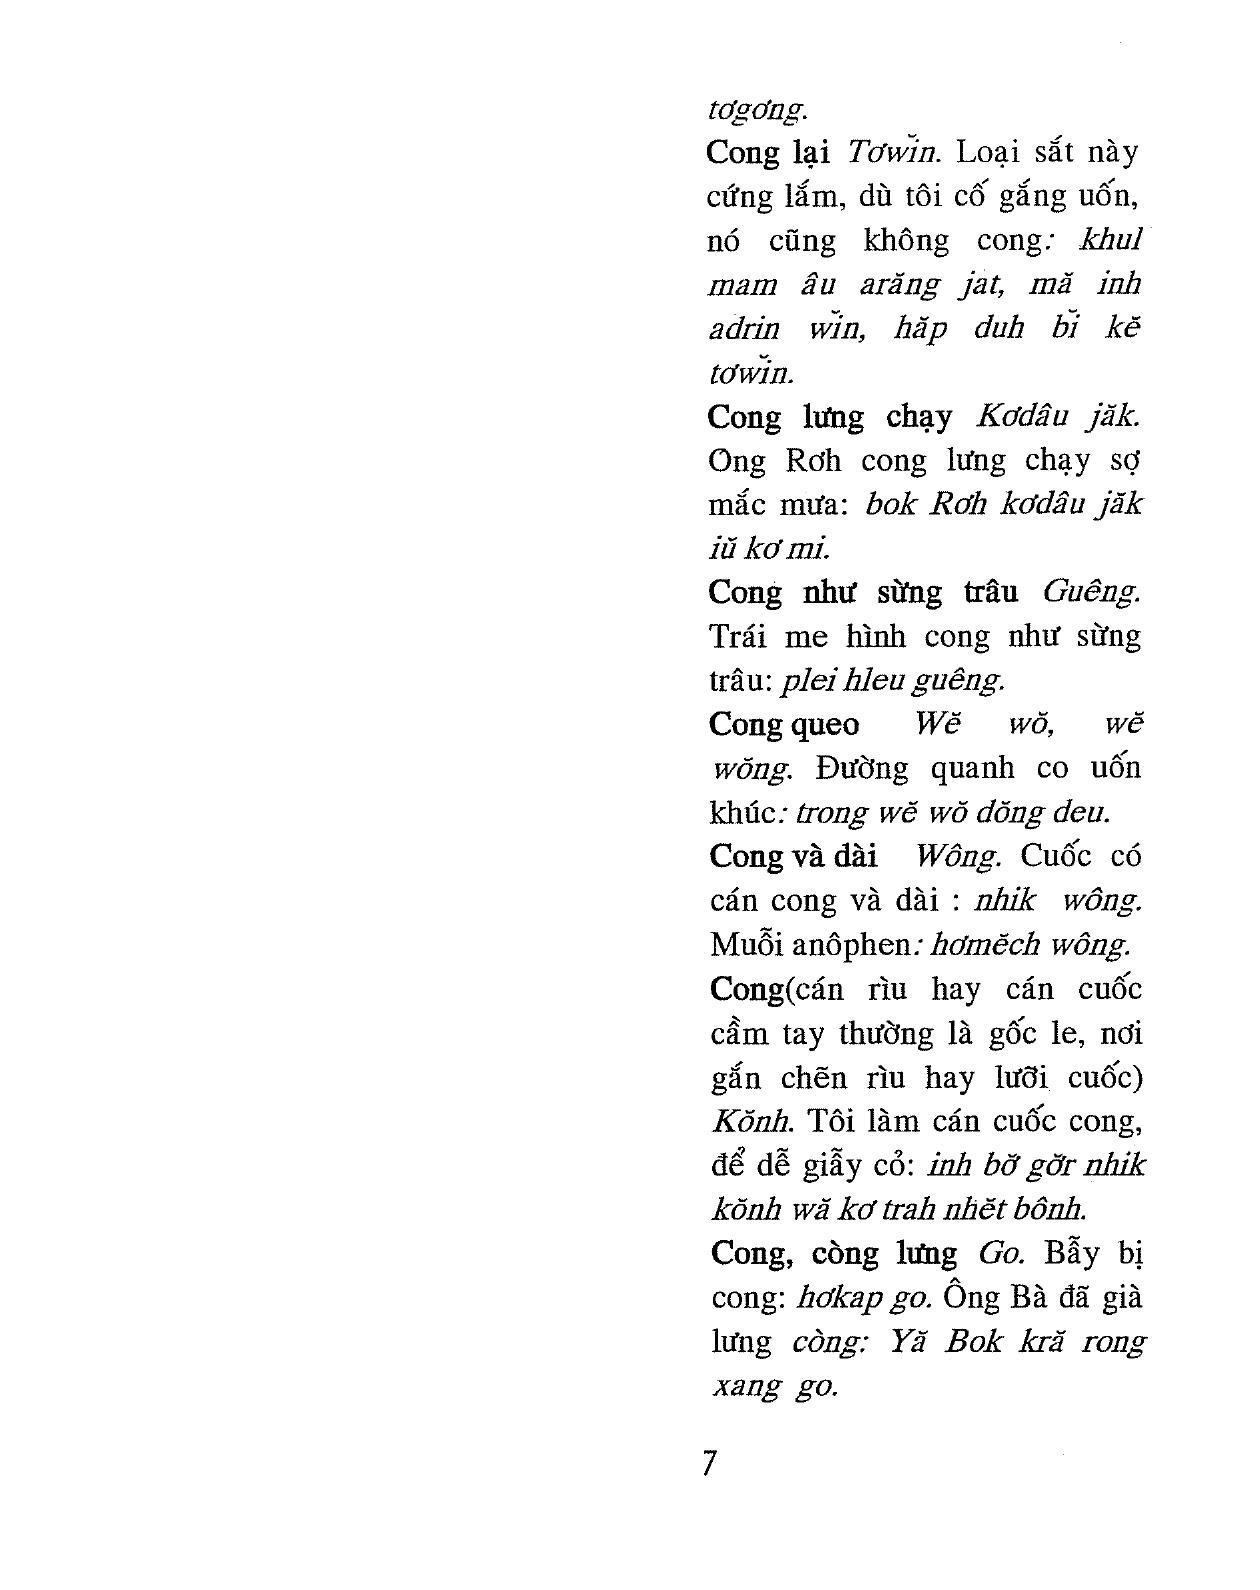 tơgơng.
Cong lại Tơwĭn. Loại sắt này
cứng lắm, dù tôi cố gắng uốn,
nó cũng không cong: khul
mam âu arăng jat, mă inh
adrin wĭn, hăp duh bĭ kĕ
tơwĭn.
Cong lưng chạy Kơdâu jăk.
Ong Rơh cong lưng chạy sợ
mắc mưa: bok Rơh kơdâu jăk
iŭ kơ mi.
Cong như sừng trâu Guêng.
Trái me hình cong như sừng
trâu: plei hleu guêng.
Cong queo Wĕ wŏ, wĕ
wŏng. Đường quanh co uốn
khúc: trong wĕ wŏ dŏng deu.
Cong và dài Wông. Cuốc có
cán cong và dài : nhik wông.
Muỗi anôphen: hơmĕch wông.
Cong(cán rìu hay cán cuốc
cầm tay thường là gốc le, nơi
gắn chẽn rìu hay lưỡi cuốc)
Kŏnh. Tôi làm cán cuốc cong,
để dễ giẫy cỏ: inh bơ̆ gơ̆r nhik
kŏnh wă kơ trah nhĕt bônh.
Cong, còng lưng Go. Bẫy bị
cong: hơkap go. Ông Bà đã già
lưng còng: Yă Bok kră rong
xang go.
7